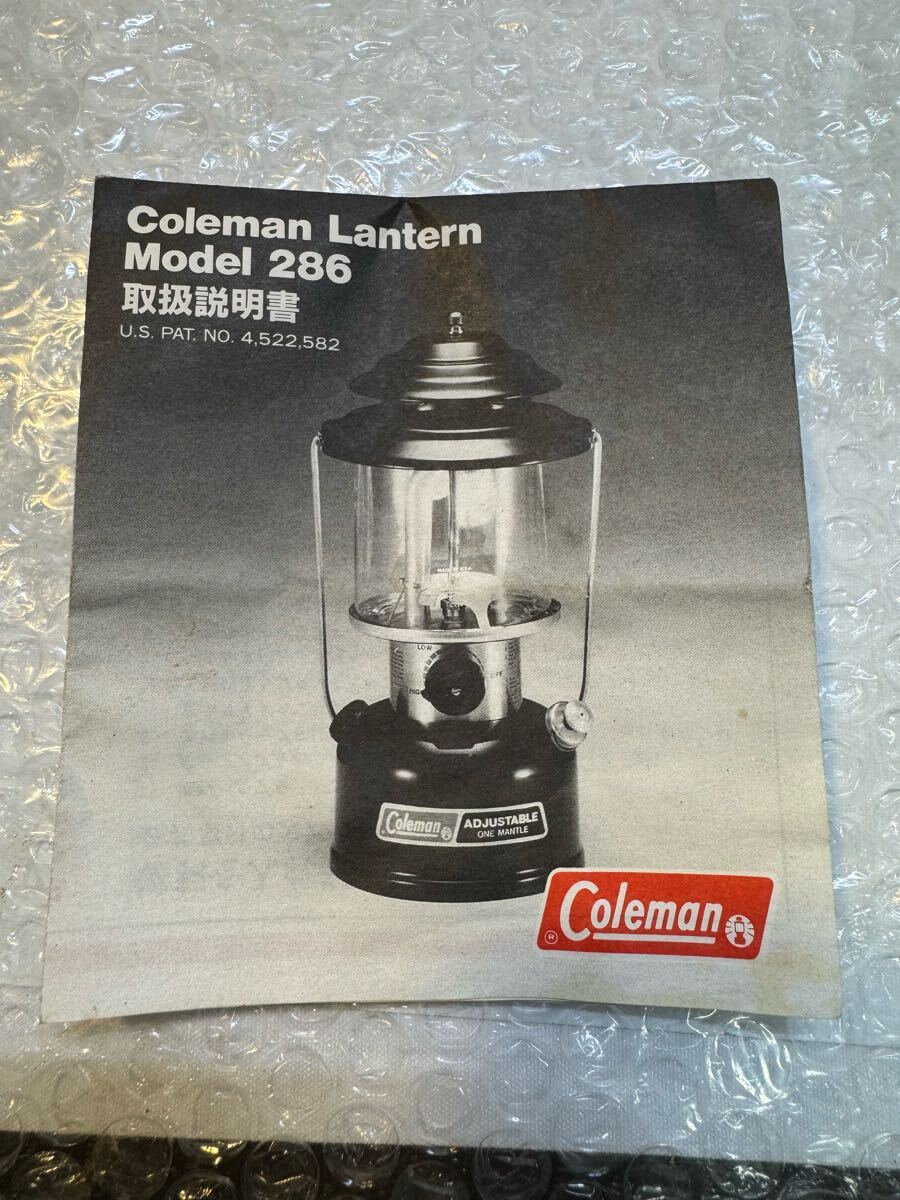 Coleman Lantern
Model 286
取扱説明書
U.S. PAT. NO. 4,522,582
LOW
OFF
Coleman
ADJUSTABLE
ONE MANTLE
Coleman
®